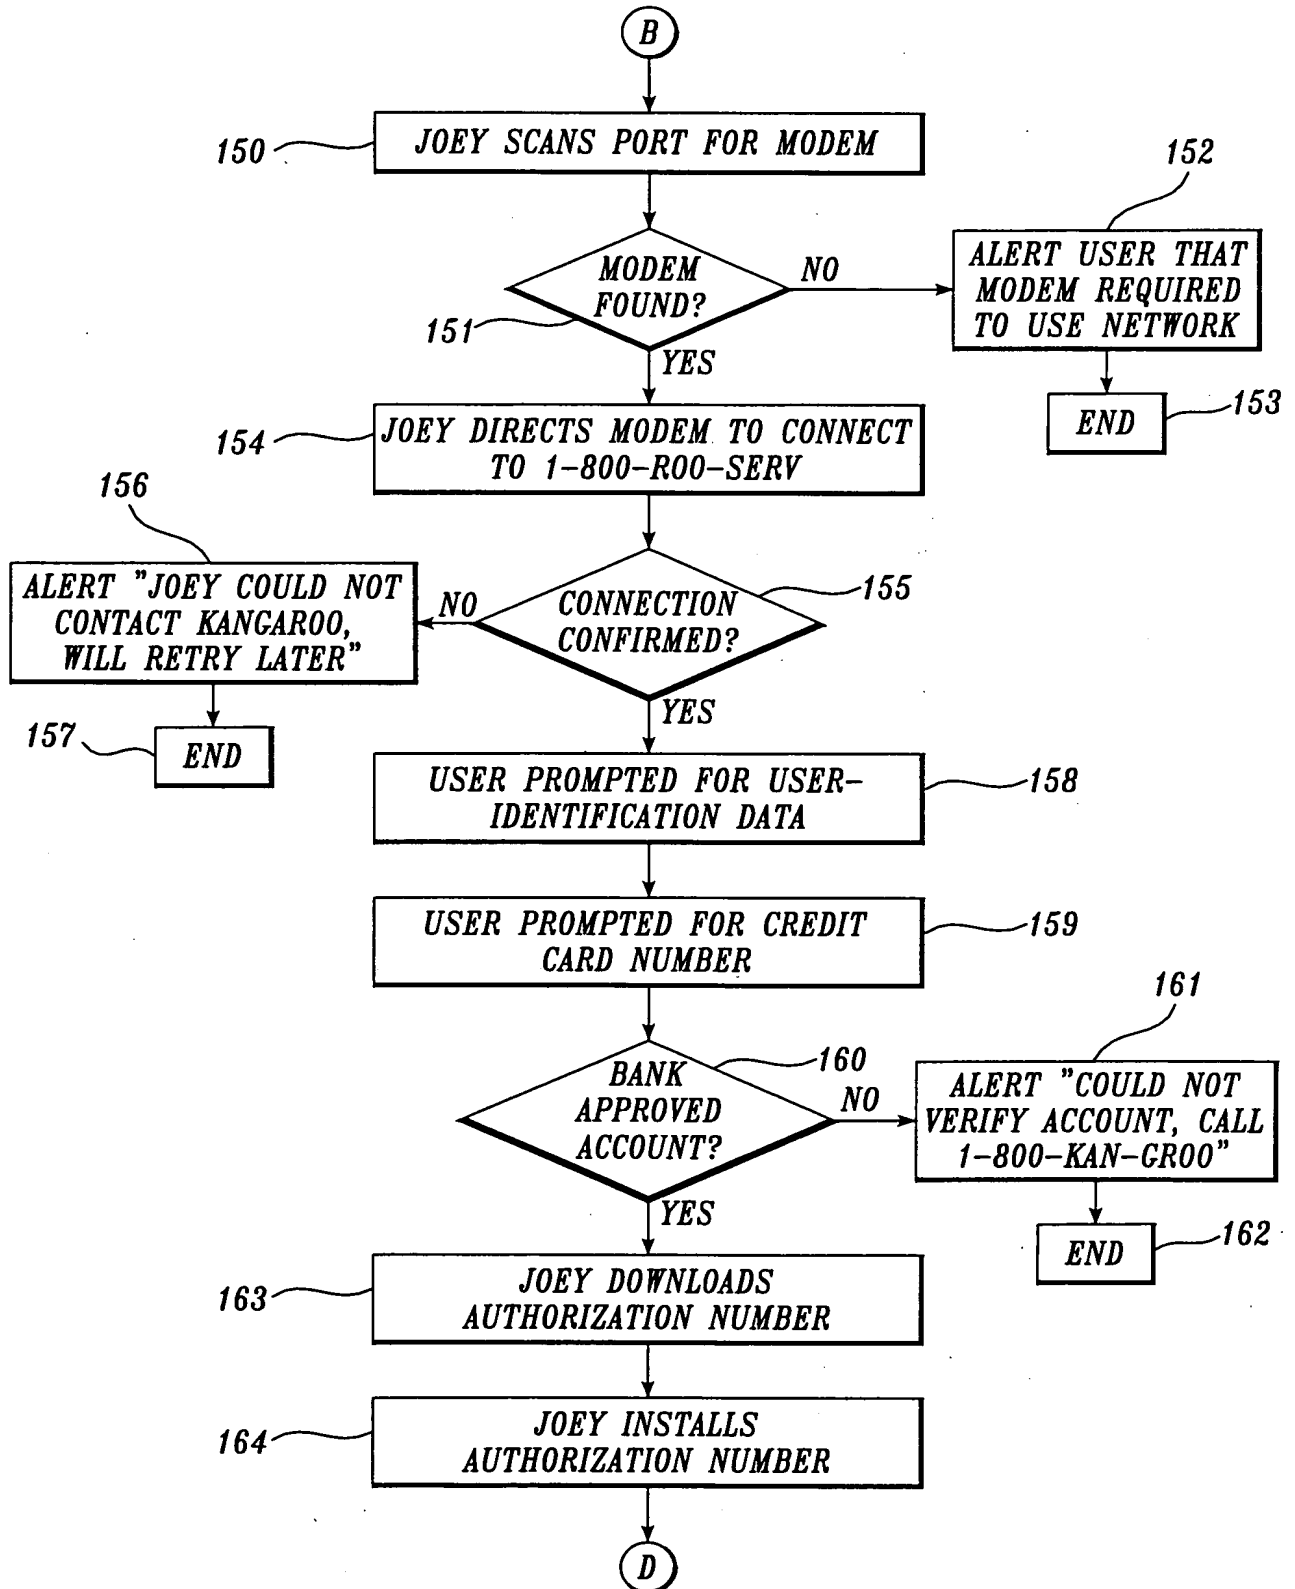 B
150
JOEY SCANS PORT FOR MODEM
152
MODEM
FOUND?
NO
151
YES
ALERT USER THAT
MODEM REQUIRED
TO USE NETWORK
END
153
154
JOEY DIRECTS MODEM TO CONNECT
TO 1-800-ROO-SERV
156
ALERT "JOEY COULD NOT
CONTACT KANGAROO,
WILL RETRY LATER"
NO
CONNECTION
CONFIRMED?
155
YES
157
END
USER PROMPTED FOR USER-
IDENTIFICATION DATA
158
USER PROMPTED FOR CREDIT
CARD NUMBER
159
161
BANK
APPROVED
ACCOUNT?
160
NO
YES
ALERT "COULD NOT
VERIFY ACCOUNT, CALL
1-800-KAN-GROO"
END
162
163
JOEY DOWNLOADS
AUTHORIZATION NUMBER
164
JOEY INSTALLS
AUTHORIZATION NUMBER
D